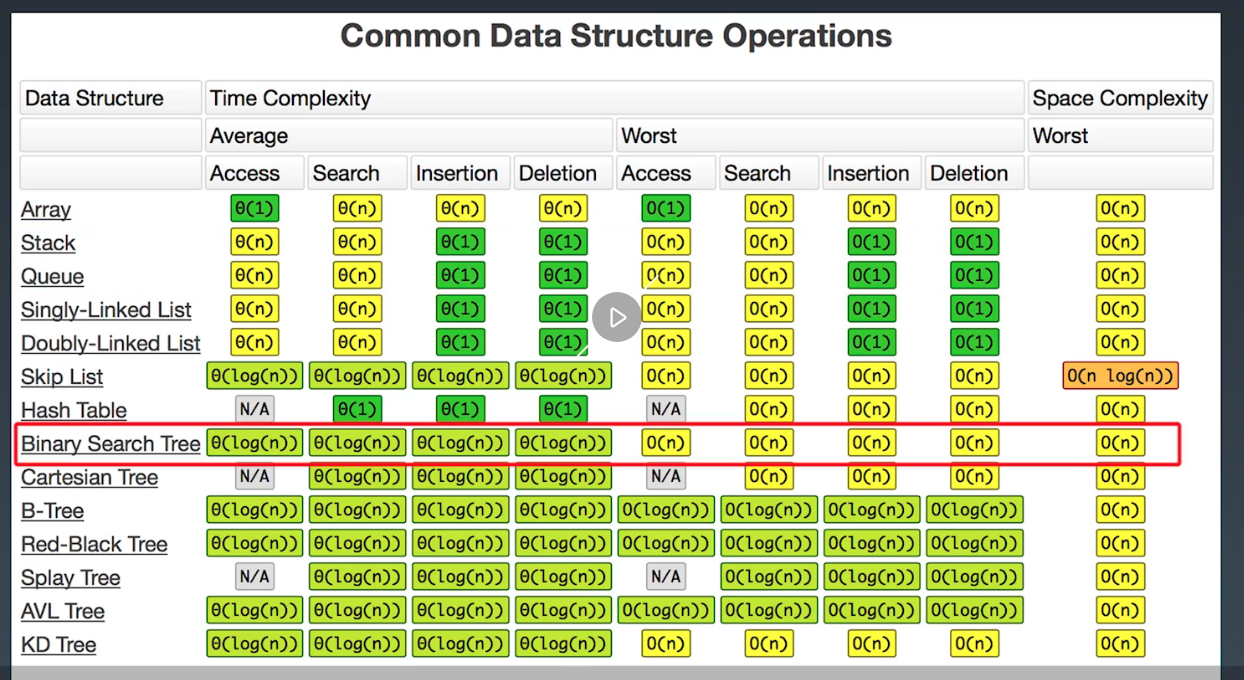 Common Data Structure Operations
Data Structure Time Complexity Space Complexity
Average Worst Worst
Access Search Insertion Deletion Access Search Insertion Deletion
Array θ(1) θ(n) θ(n) θ(n) O(1) O(n) O(n) O(n) O(n)
Stack θ(n) θ(n) θ(1) θ(1) O(n) O(n) O(1) O(1) O(n)
Queue θ(n) θ(n) θ(1) θ(1) O(n) O(n) O(1) O(1) O(n)
Singly-Linked List θ(n) θ(n) θ(1) θ(1) O(n) O(n) O(1) O(1) O(n)
Doubly-Linked List θ(n) θ(n) θ(1) θ(1) O(n) O(n) O(1) O(1) O(n)
Skip List θ(log(n)) θ(log(n)) θ(log(n)) θ(log(n)) O(n) O(n) O(n) O(n) O(n log(n))
Hash Table N/A θ(1) θ(1) θ(1) N/A O(n) O(n) O(n) O(n)
Binary Search Tree θ(log(n)) θ(log(n)) θ(log(n)) θ(log(n)) O(n) O(n) O(n) O(n) O(n)
Cartesian Tree N/A θ(log(n)) θ(log(n)) θ(log(n)) N/A O(n) O(n) O(n) O(n)
B-Tree θ(log(n)) θ(log(n)) θ(log(n)) θ(log(n)) O(log(n)) O(log(n)) O(log(n)) O(log(n)) O(n)
Red-Black Tree θ(log(n)) θ(log(n)) θ(log(n)) θ(log(n)) O(log(n)) O(log(n)) O(log(n)) O(log(n)) O(n)
Splay Tree N/A θ(log(n)) θ(log(n)) θ(log(n)) N/A O(log(n)) O(log(n)) O(log(n)) O(n)
AVL Tree θ(log(n)) θ(log(n)) θ(log(n)) θ(log(n)) O(log(n)) O(log(n)) O(log(n)) O(log(n)) O(n)
KD Tree θ(log(n)) θ(log(n)) θ(log(n)) θ(log(n)) O(n) O(n) O(n) O(n) O(n)